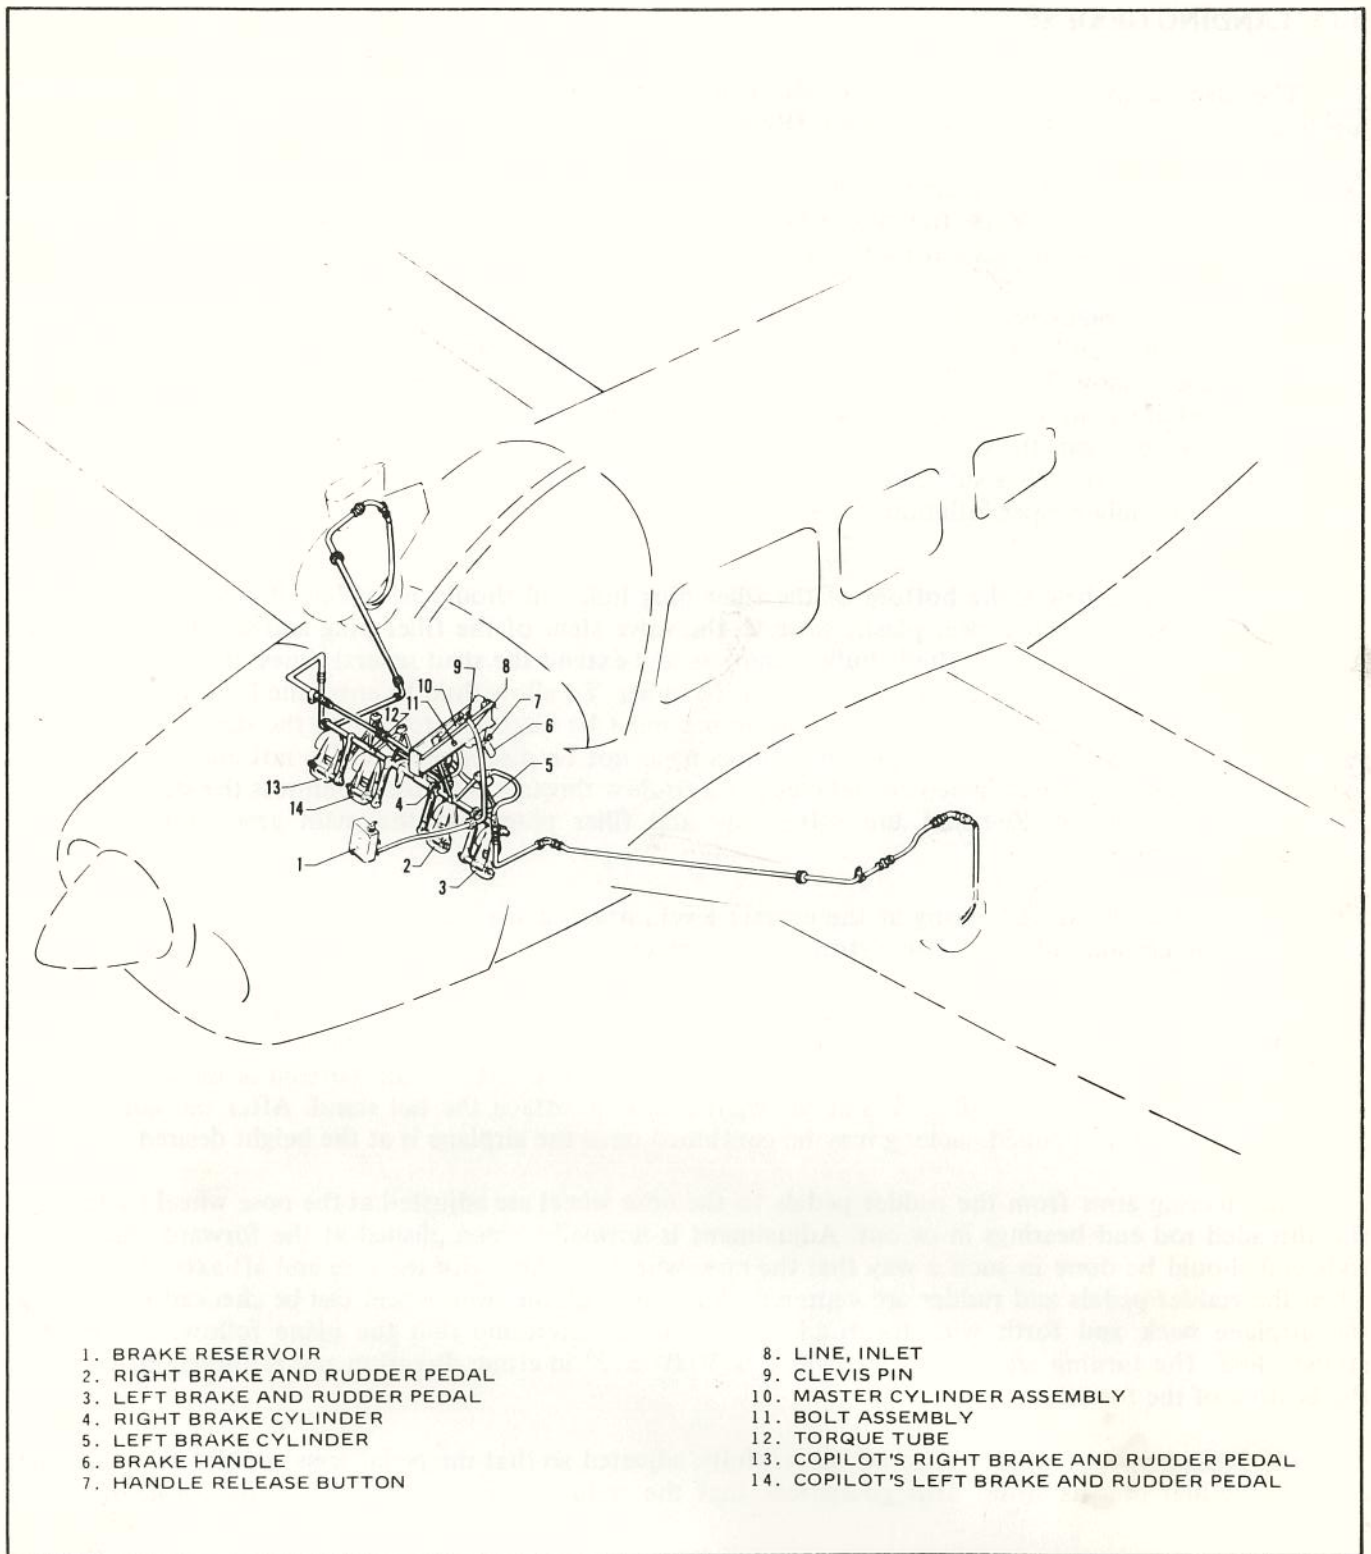 9
8
10
7
11
12
6
5
13
14
4
1
2
3
1. BRAKE RESERVOIR
2. RIGHT BRAKE AND RUDDER PEDAL
3. LEFT BRAKE AND RUDDER PEDAL
4. RIGHT BRAKE CYLINDER
5. LEFT BRAKE CYLINDER
6. BRAKE HANDLE
7. HANDLE RELEASE BUTTON
8. LINE, INLET
9. CLEVIS PIN
10. MASTER CYLINDER ASSEMBLY
11. BOLT ASSEMBLY
12. TORQUE TUBE
13. COPILOT'S RIGHT BRAKE AND RUDDER PEDAL
14. COPILOT'S LEFT BRAKE AND RUDDER PEDAL